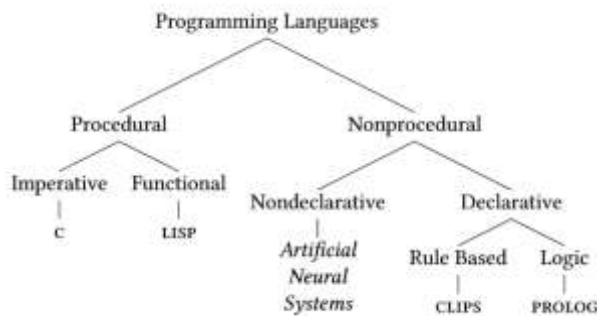 Programming Languages
Procedural
Nonprocedural
Imperative
Functional
Nondeclarative
Declarative
C
LISP
Artificial
Neural
Systems
Rule Based
Logic
CLIPS
PROLOG